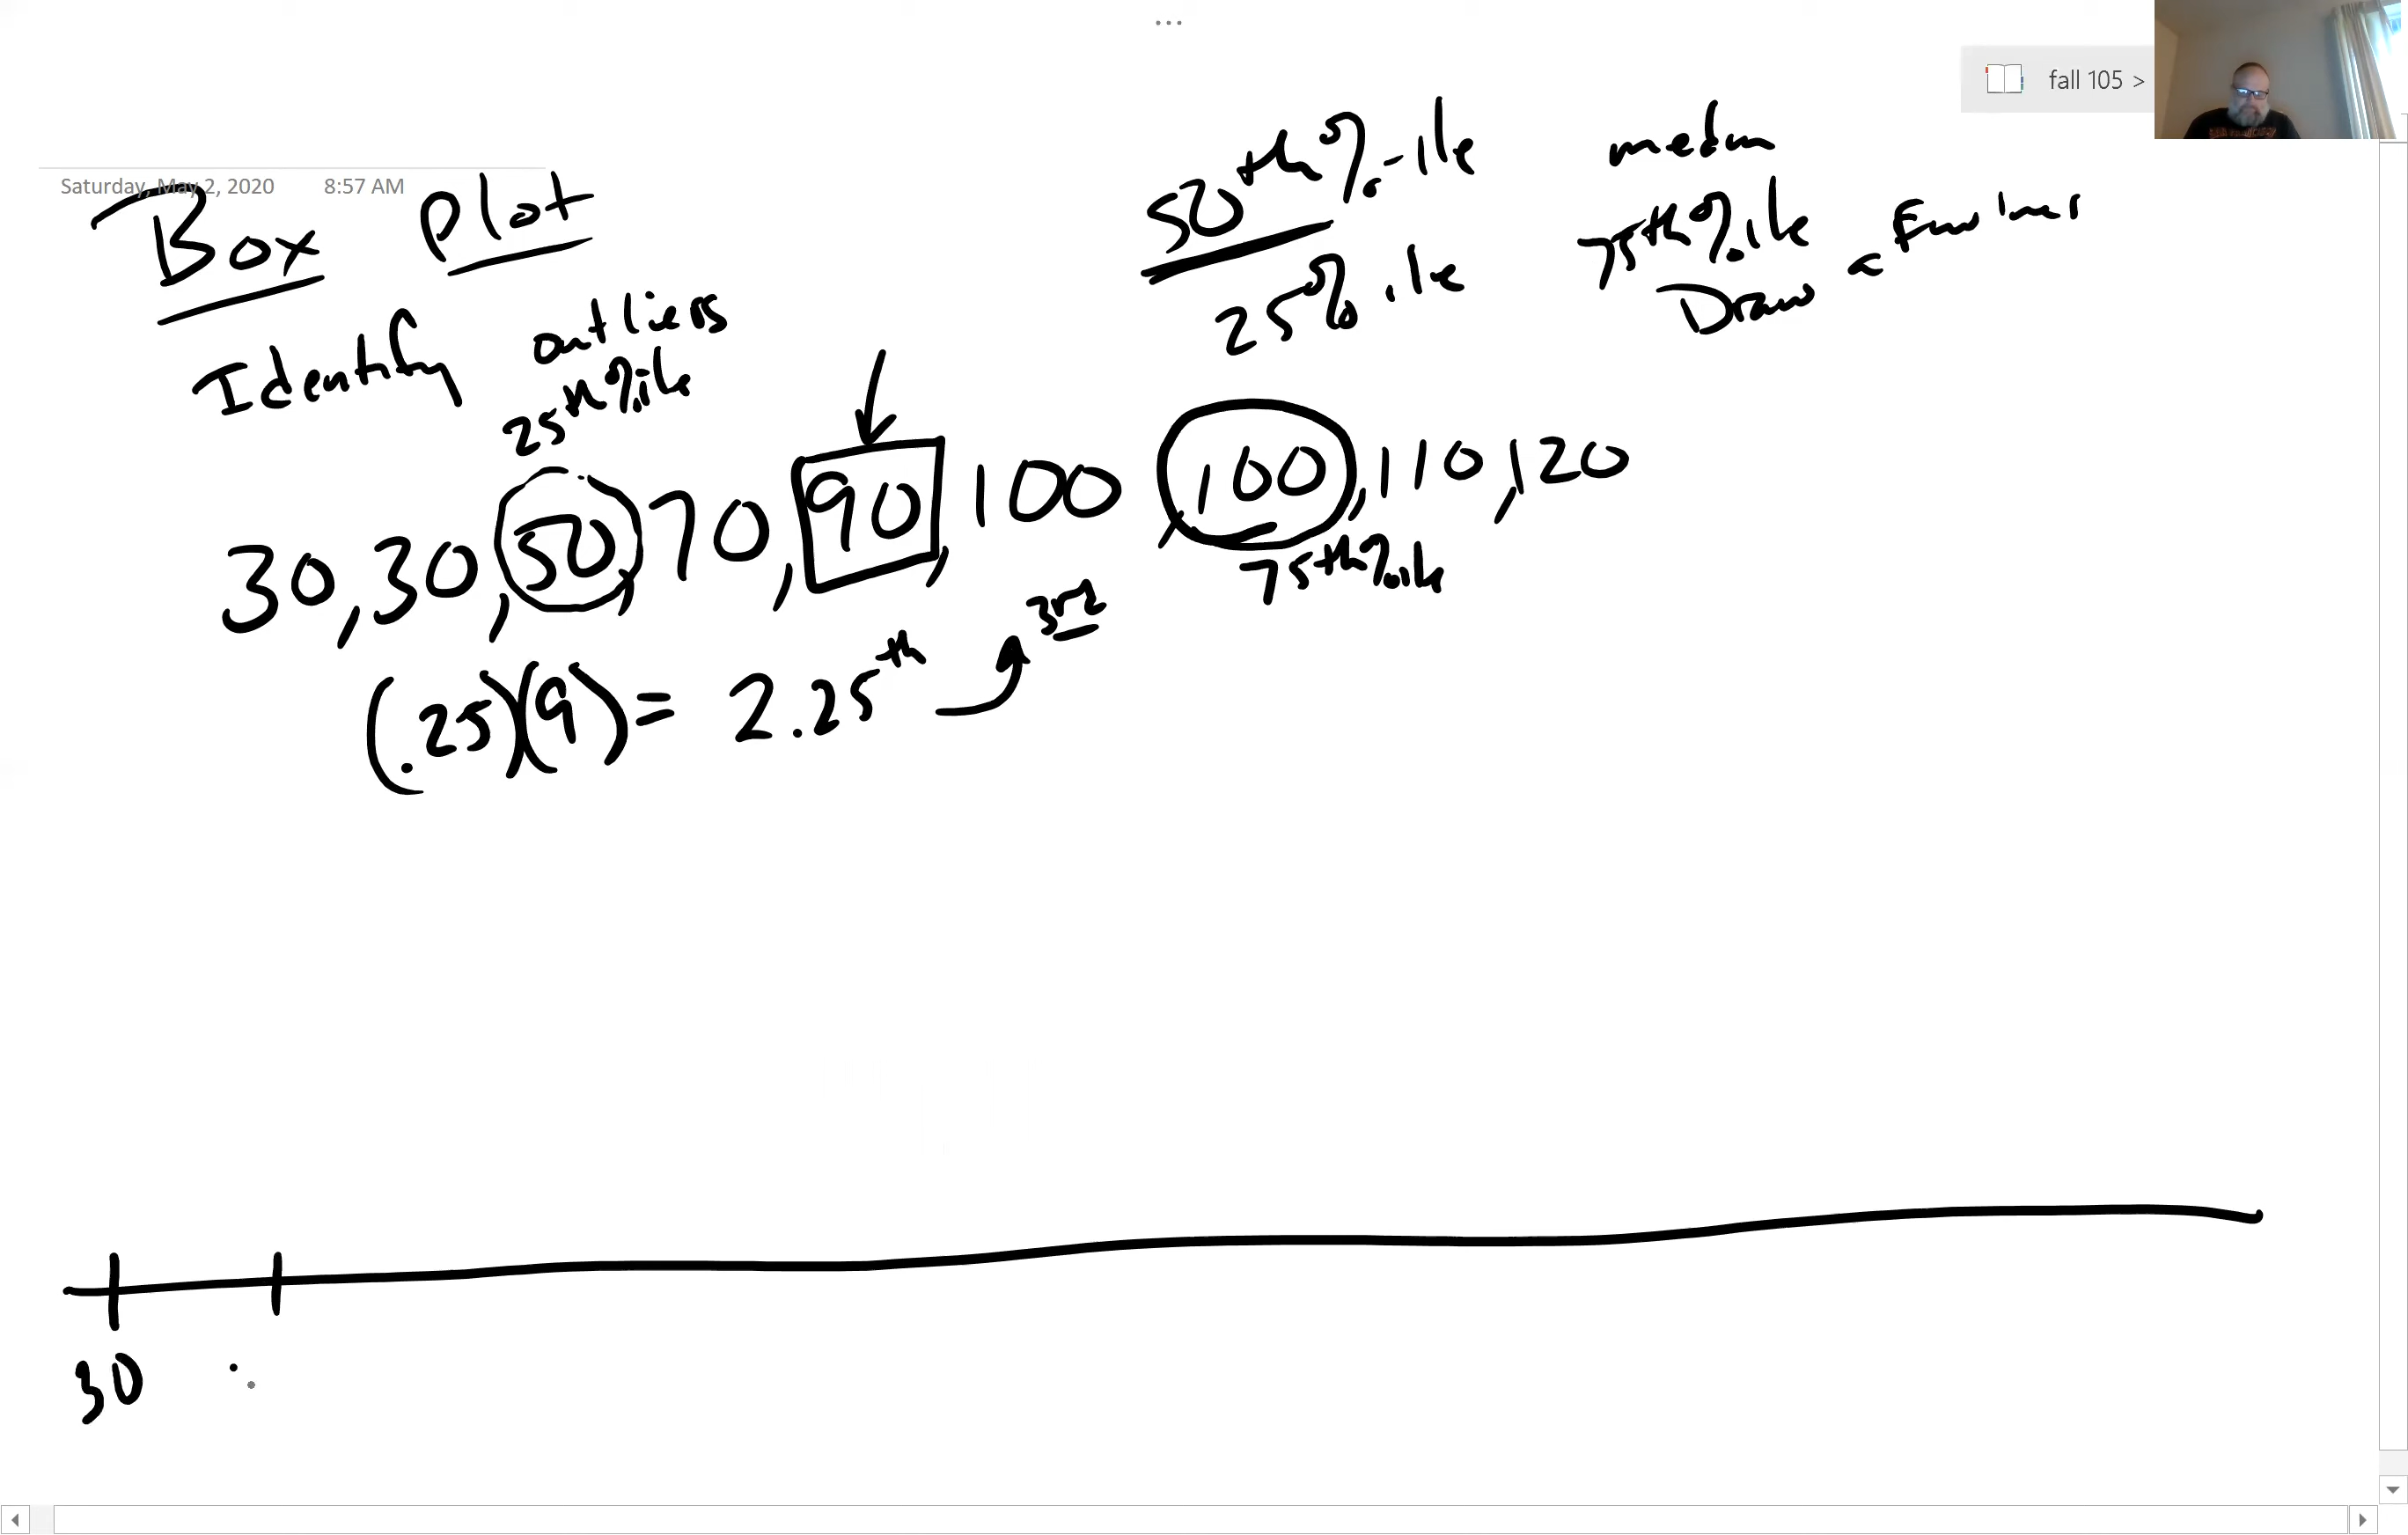 ...
fall 105 >
Saturday, May 2, 2020 8:57 AM
Box Plot
50th %-ile
25%.ile
75th %ile
Draw a
Identify outliers
25th %ile
30, 30, 50, 70, 90, 100, 100, 110, 120
75th %ile
(.25)(9) = 2.25th
30